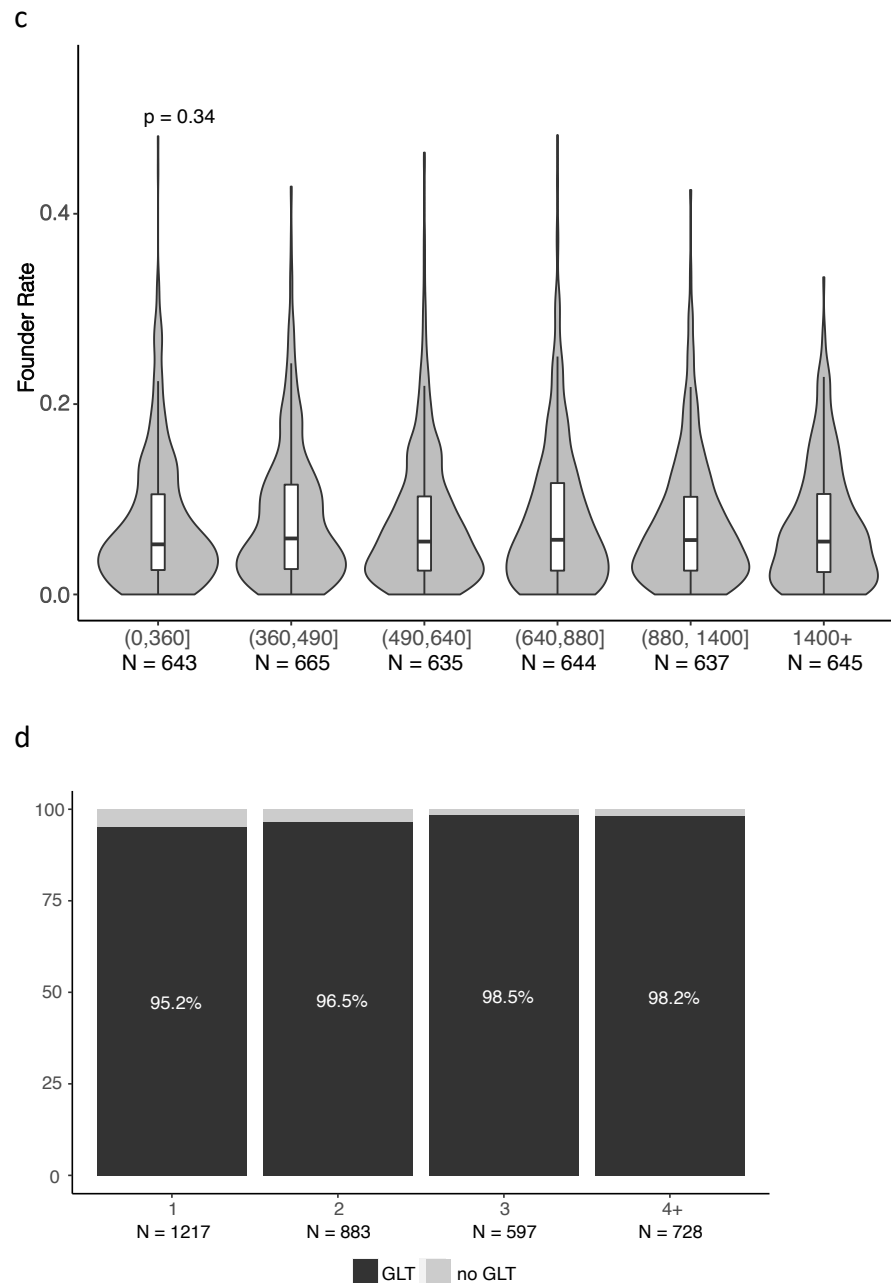 c
p = 0.34
0.4
0.2
0.0
Founder Rate
(0,360] (360,490] (490,640] (640,880] (880, 1400] 1400+
N = 643 N = 665 N = 635 N = 644 N = 637 N = 645
d
100
75
50
25
0
95.2% 96.5% 98.5% 98.2%
1 2 3 4+
N = 1217 N = 883 N = 597 N = 728
GLT no GLT